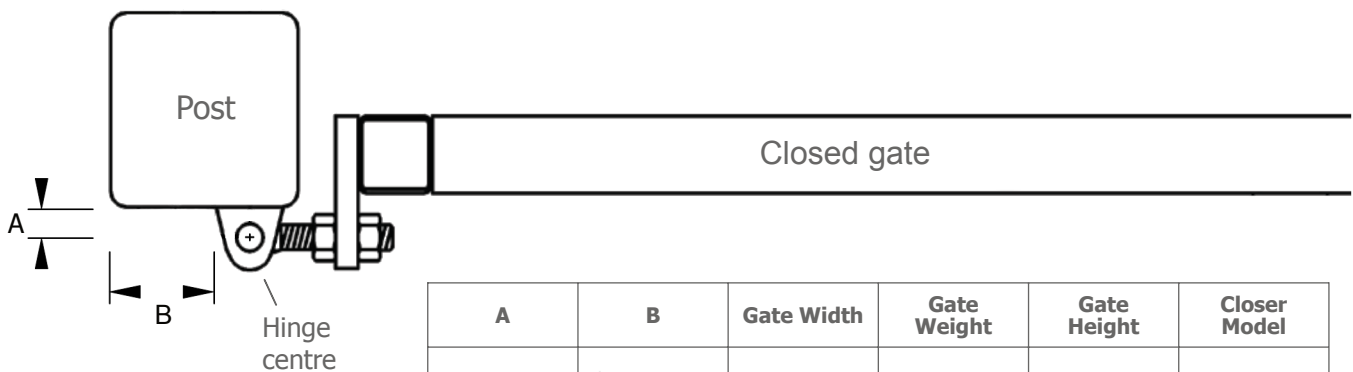 Post
Closed gate
A
B
Hinge
centre
A B Gate Width Gate Weight Gate Height Closer Model